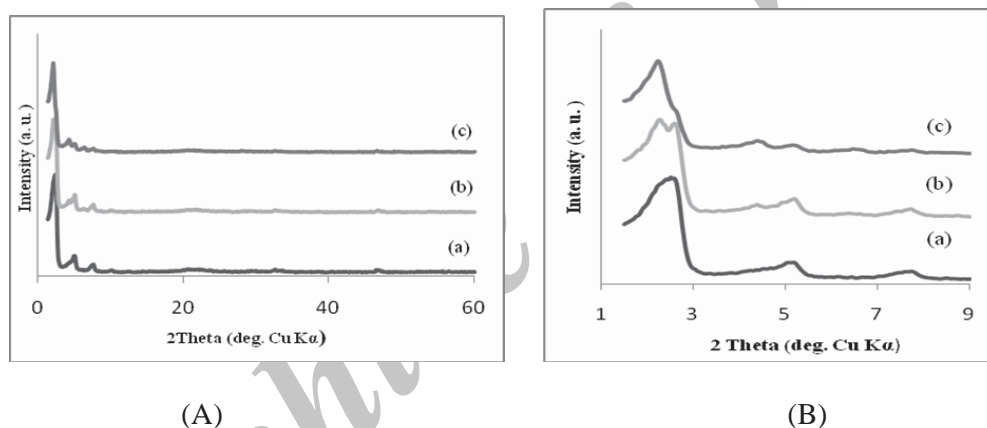 Intensity (a. u.)
(c)
(b)
(a)
0
20
40
60
2Theta (deg. Cu Kα)
(A)
Intensity (a.u.)
(c)
(b)
(a)
1
3
5
7
9
2 Theta (deg. Cu Kα)
(B)